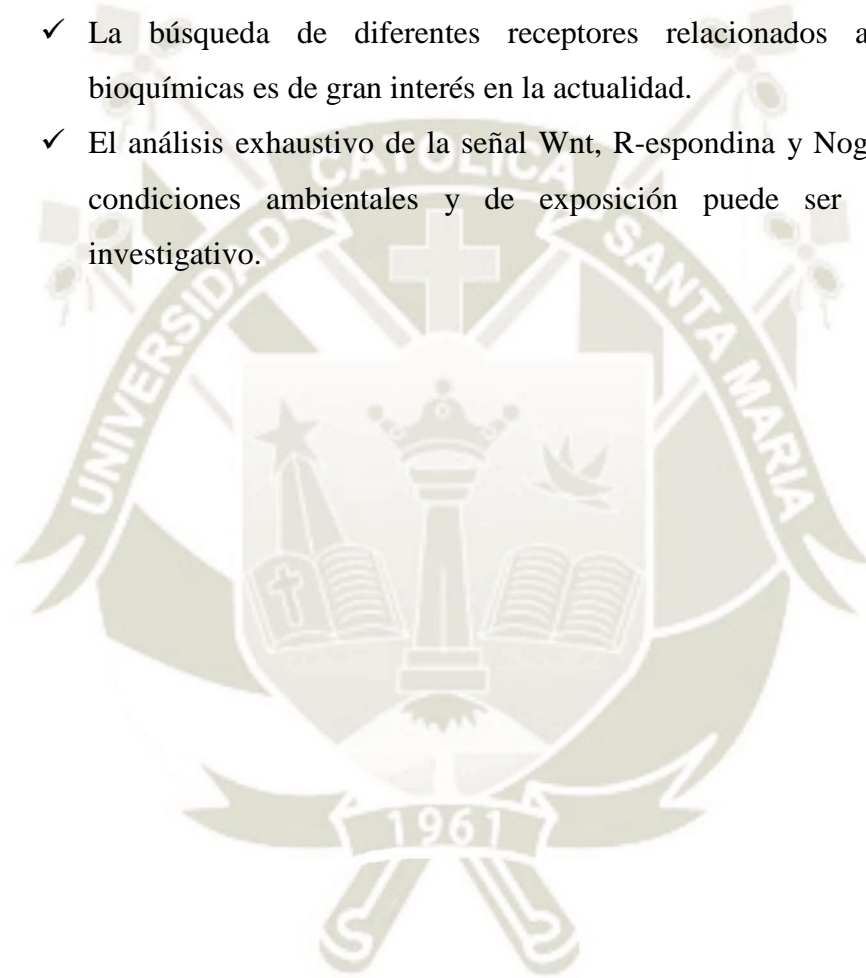 ✓ La búsqueda de diferentes receptores relacionados a
bioquímicas es de gran interés en la actualidad.
✓ El análisis exhaustivo de la señal Wnt, R-espondina y Nog
condiciones ambientales y de exposición puede ser
investigativo.
UNIVERSIDAD CATOLICA SANTA MARIA
1961